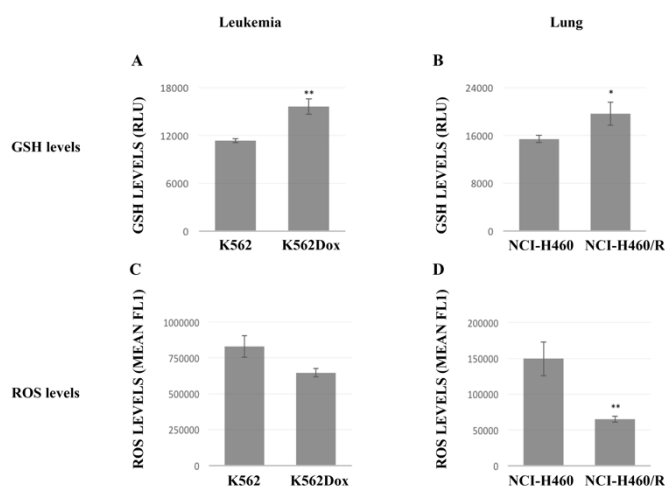 Leukemia
Lung
A
B
GSH levels
GSH LEVELS (RLU)
18000
12000
6000
0
**
K562
K562Dox
GSH LEVELS (RLU)
24000
16000
8000
0
*
NCI-H460
NCI-H460/R
C
D
ROS levels
ROS LEVELS (MEAN FL1)
1000000
750000
500000
250000
0
K562
K562Dox
ROS LEVELS (MEAN FL1)
200000
150000
100000
50000
0
**
NCI-H460
NCI-H460/R